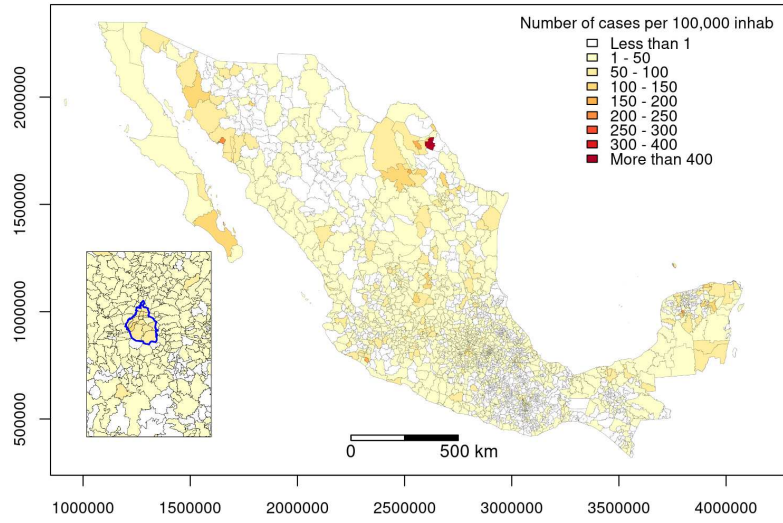 Number of cases per 100,000 inhab
Less than 1
1 - 50
50 - 100
100 - 150
150 - 200
200 - 250
250 - 300
300 - 400
More than 400
2000000
1500000
1000000
500000
0 500 km
1000000 1500000 2000000 2500000 3000000 3500000 4000000